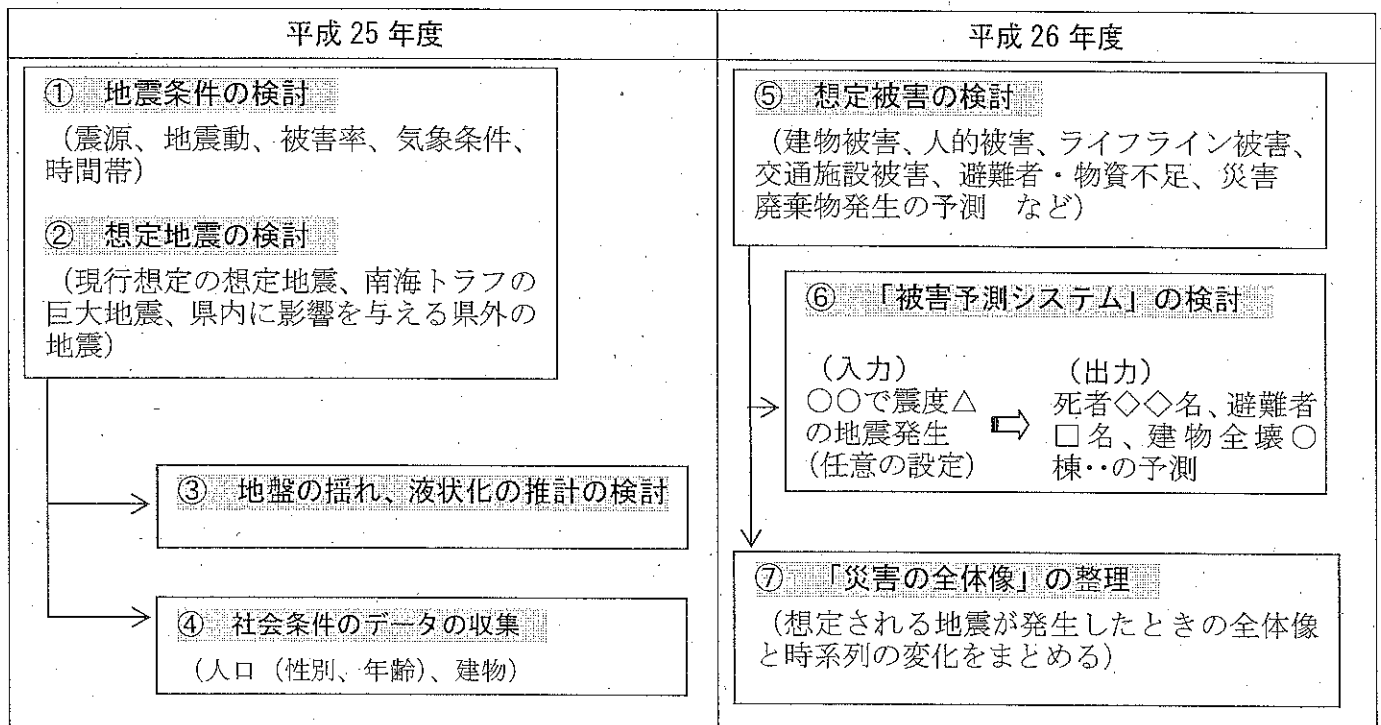 平成 25 年度
① 地震条件の検討
（震源、地震動、被害率、気象条件、
時間帯）
② 想定地震の検討
（現行想定の想定地震、南海トラフの
巨大地震、県内に影響を与える県外の
地震）
③ 地盤の揺れ、液状化の推計の検討
④ 社会条件のデータの収集
（人口（性別、年齢）、建物）
平成 26 年度
⑤ 想定被害の検討
（建物被害、人的被害、ライフライン被害、
交通施設被害、避難者・物資不足、災害
廃棄物発生の予測　など）
⑥ 「被害予測システム」の検討
（入力）
○○で震度△
の地震発生
（任意の設定）
⇨
（出力）
死者◇◇名、避難者
□名、建物全壊○
棟‥の予測
⑦ 「災害の全体像」の整理
（想定される地震が発生したときの全体像
と時系列の変化をまとめる）